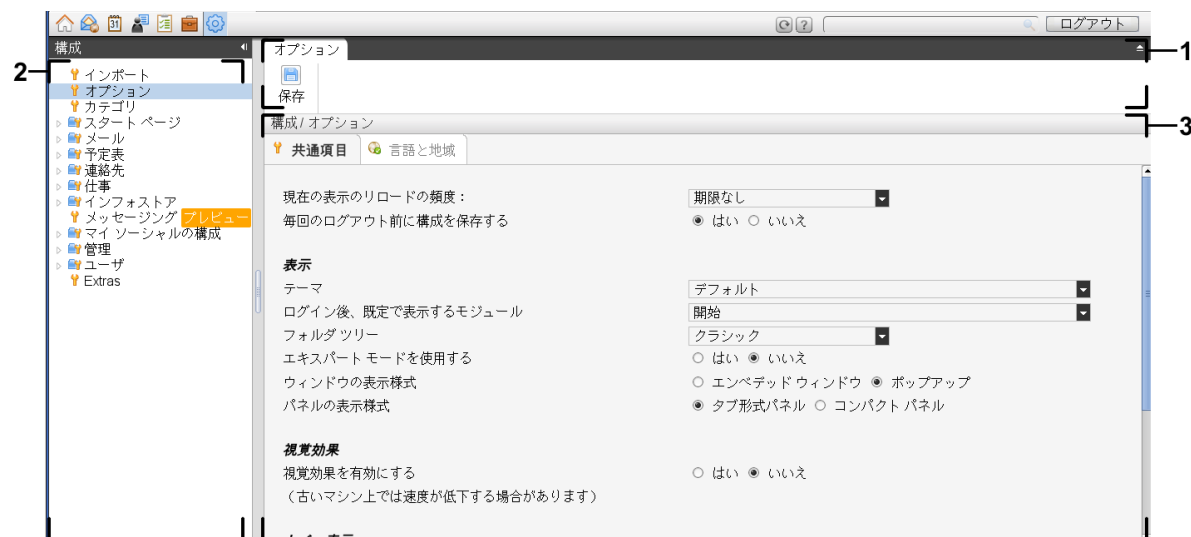 31
? ログアウト
構成
オプション
1
2
保存
インポート
オプション
カテゴリ
スタート ページ
メール
予定表
連絡先
仕事
インフォストア
メッセージング プレビュー
マイ ソーシャルの構成
管理
ユーザ
Extras
構成/ オプション
3
共通項目 言語と地域
現在の表示のリロードの頻度： 期限なし
毎回のログアウト前に構成を保存する はい いいえ
表示
テーマ デフォルト
ログイン後、既定で表示するモジュール 開始
フォルダ ツリー クラシック
エキスパート モードを使用する はい いいえ
ウィンドウの表示様式 エンベデッド ウィンドウ ポップアップ
パネルの表示様式 タブ形式パネル コンパクト パネル
視覚効果
視覚効果を有効にする はい いいえ
（古いマシン上では速度が低下する場合があります）